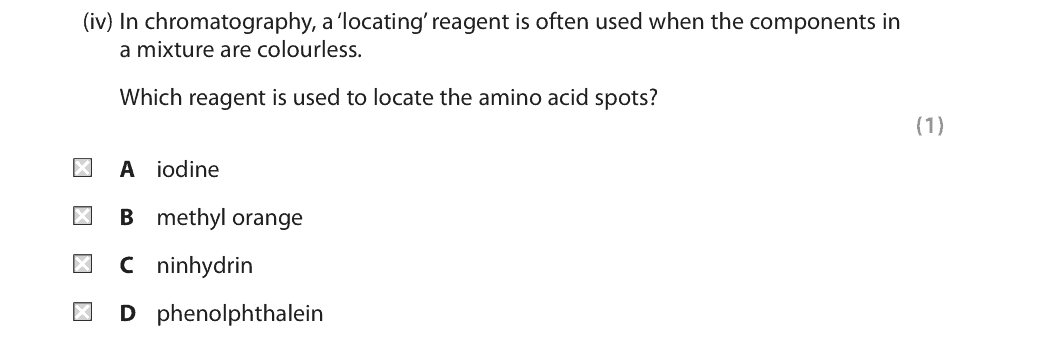 (iv) In chromatography, a ‘locating’ reagent is often used when the components in
a mixture are colourless.
Which reagent is used to locate the amino acid spots?
(1)
A iodine
B methyl orange
C ninhydrin
D phenolphthalein